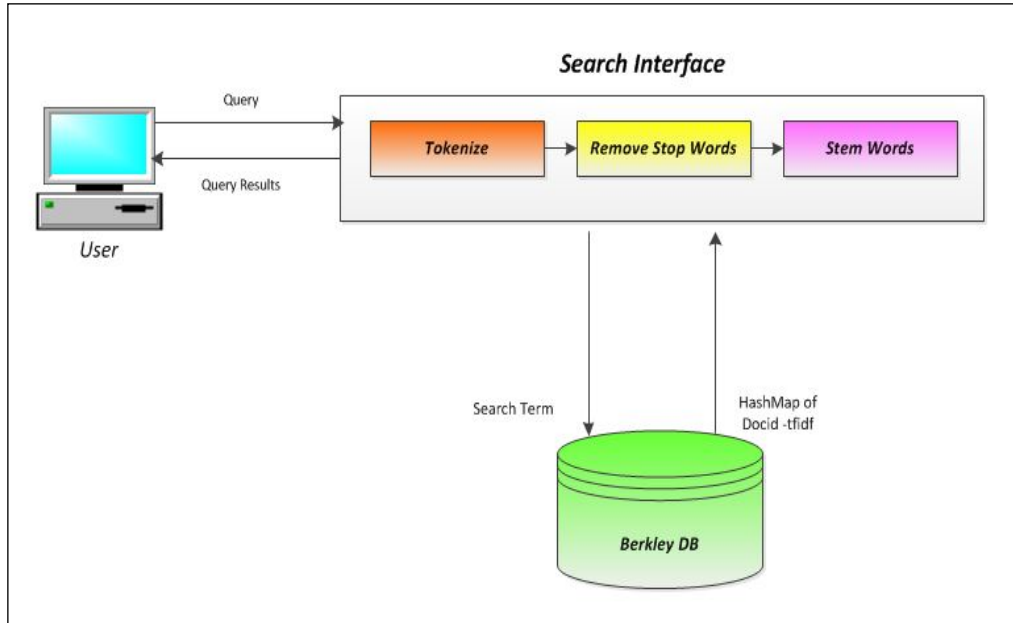 Search Interface
Query
Tokenize
Remove Stop Words
Stem Words
Query Results
User
Search Term
HashMap of
Docid -tfidf
Berkley DB